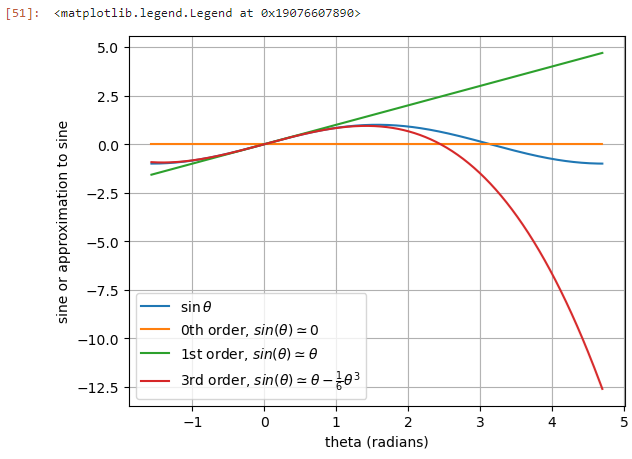 [51]: <matplotlib.legend.Legend at 0x19076607890>
5.0
2.5
0.0
−2.5
−5.0
−7.5
−10.0
−12.5
sine or approximation to sine
sin θ
0th order, sin(θ) ≃ 0
1st order, sin(θ) ≃ θ
3rd order, sin(θ) ≃ θ − 1/6 θ³
−1 0 1 2 3 4 5
theta (radians)